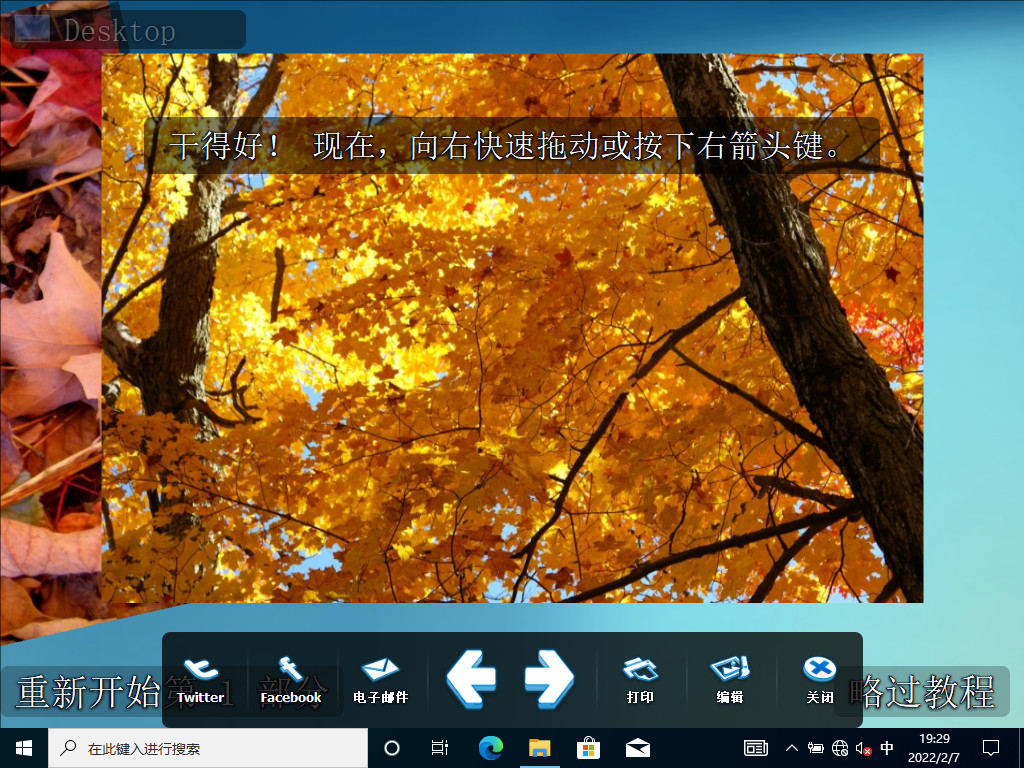 Desktop
干得好！ 现在，向右快速拖动或按下右箭头键。
重新开始第 1 部分
略过教程
Twitter
Facebook
电子邮件
打印
编辑
关闭
在此键入进行搜索
中
19:29
2022/2/7